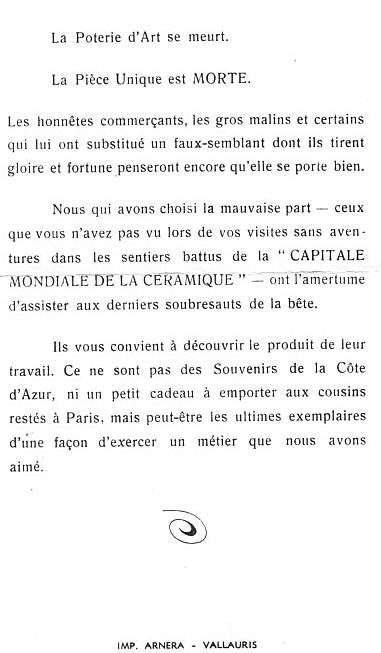 La Poterie d'Art se meurt.
La Pièce Unique est MORTE.
Les honnêtes commerçants, les gros malins et certains
qui lui ont substitué un faux-semblant dont ils tirent
gloire et fortune penseront encore qu'elle se porte bien.
Nous qui avons choisi la mauvaise part — ceux
que vous n'avez pas vu lors de vos visites sans aven-
tures dans les sentiers battus de la " CAPITALE
MONDIALE DE LA CERAMIQUE " — ont l'amertume
d'assister aux derniers soubresauts de la bête.
Ils vous convient à découvrir le produit de leur
travail. Ce ne sont pas des Souvenirs de la Côte
d'Azur, ni un petit cadeau à emporter aux cousins
restés à Paris, mais peut-être les ultimes exemplaires
d'une façon d'exercer un métier que nous avons
aimé.
IMP. ARNERA - VALLAURIS